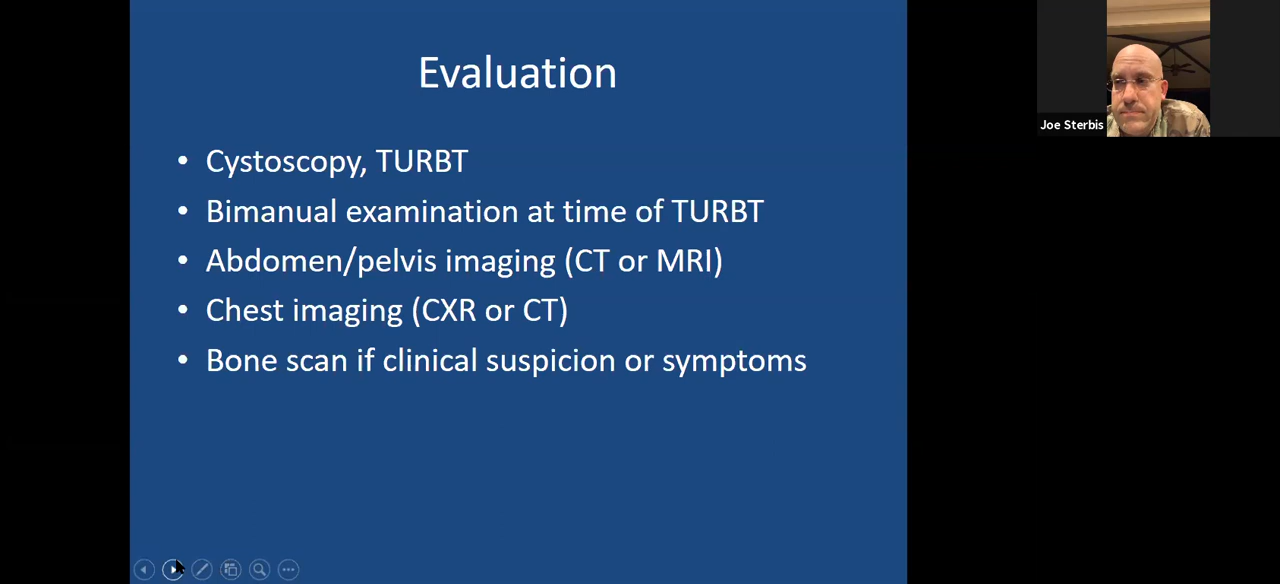 Evaluation
• Cystoscopy, TURBT
• Bimanual examination at time of TURBT
• Abdomen/pelvis imaging (CT or MRI)
• Chest imaging (CXR or CT)
• Bone scan if clinical suspicion or symptoms
Joe Sterbis